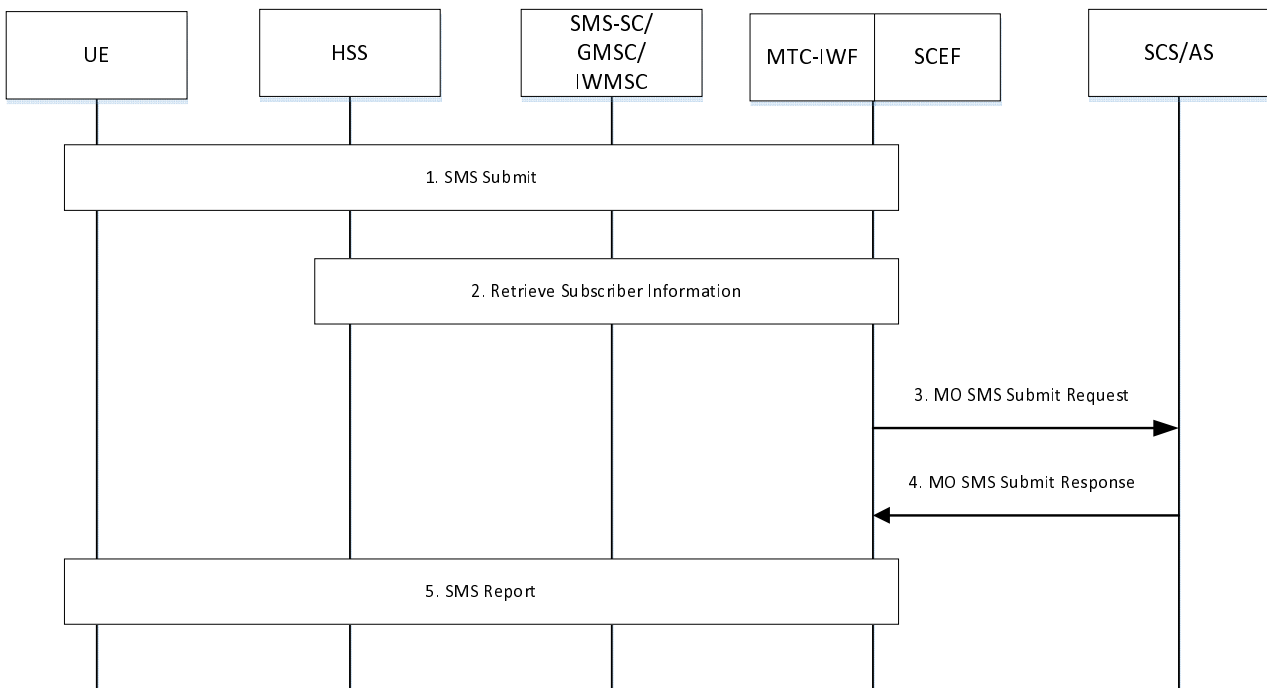 UE
HSS
SMS-SC/
GMSC/
IWMSC
MTC-IWF
SCEF
SCS/AS
1. SMS Submit
2. Retrieve Subscriber Information
3. MO SMS Submit Request
4. MO SMS Submit Response
5. SMS Report